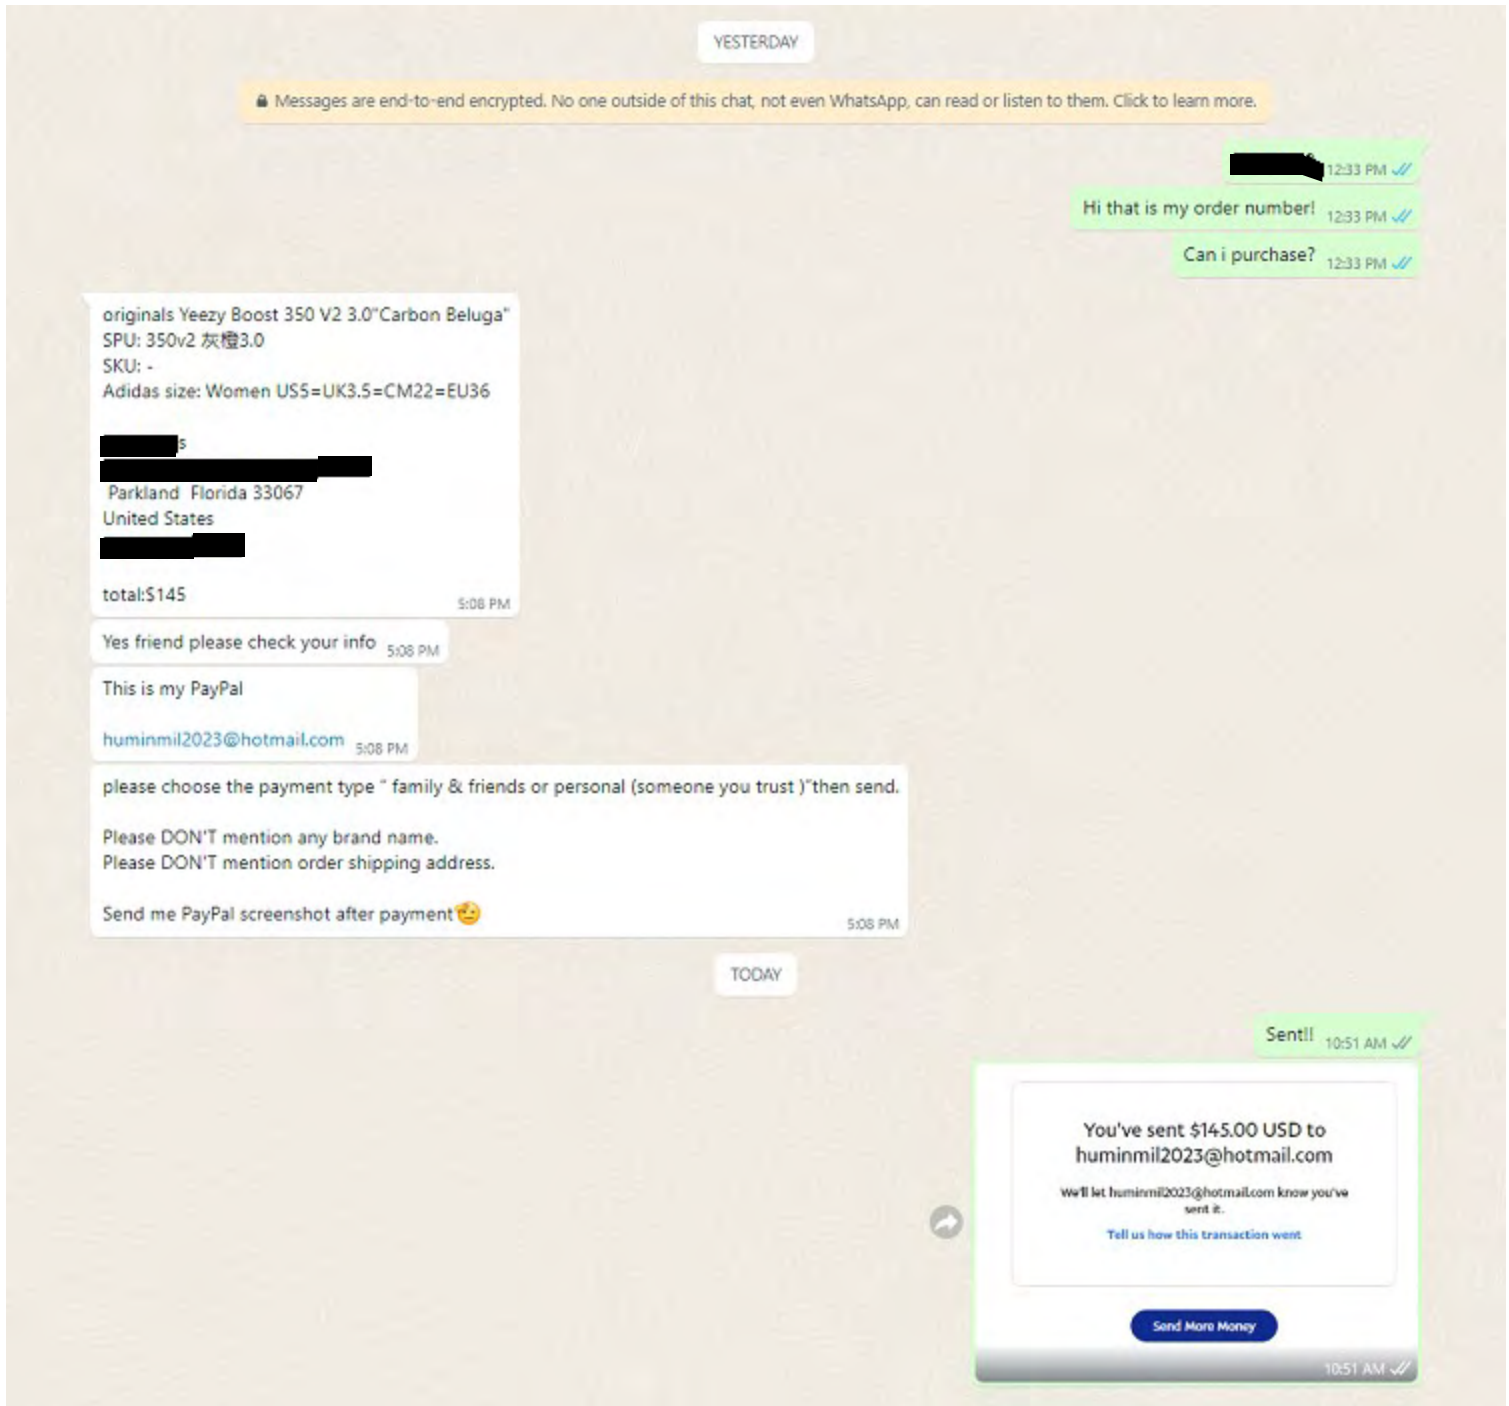 YESTERDAY
Messages are end-to-end encrypted. No one outside of this chat, not even WhatsApp, can read or listen to them. Click to learn more.
12:33 PM
Hi that is my order number! 12:33 PM
Can i purchase? 12:33 PM
originals Yeezy Boost 350 V2 3.0"Carbon Beluga"
SPU: 350v2 灰橙3.0
SKU: -
Adidas size: Women US5=UK3.5=CM22=EU36
s
Parkland Florida 33067
United States
total:$145
5:08 PM
Yes friend please check your info 5:08 PM
This is my PayPal
huminmil2023@hotmail.com 5:08 PM
please choose the payment type " family & friends or personal (someone you trust )"then send.
Please DON'T mention any brand name.
Please DON'T mention order shipping address.
Send me PayPal screenshot after payment
5:08 PM
TODAY
Sent!! 10:51 AM
You've sent $145.00 USD to
huminmil2023@hotmail.com
We'll let huminmil2023@hotmail.com know you've
sent it.
Tell us how this transaction went
Send More Money
10:51 AM